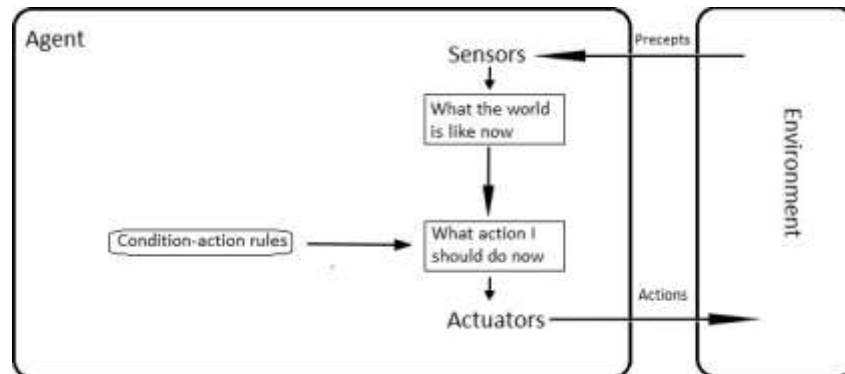 Agent
Precepts
Sensors
What the world
is like now
Environment
Condition-action rules
What action I
should do now
Actions
Actuators